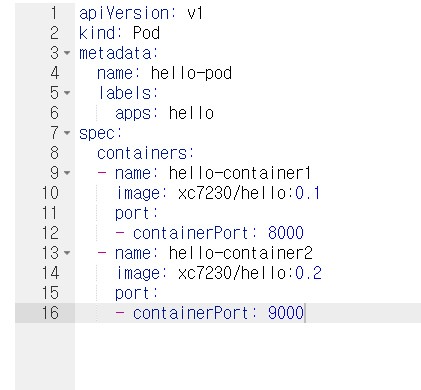 1 apiVersion: v1
2 kind: Pod
3 metadata:
4   name: hello-pod
5   labels:
6     apps: hello
7 spec:
8   containers:
9   - name: hello-container1
10     image: xc7230/hello:0.1
11     port:
12     - containerPort: 8000
13   - name: hello-container2
14     image: xc7230/hello:0.2
15     port:
16     - containerPort: 9000